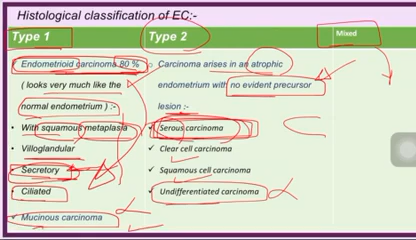 Histological classification of EC:-
Type 1
Type 2
Mixed
Endometrioid carcinoma 80 %
( looks very much like the
normal endometrium ) :-
• With squamous metaplasia
• Villoglandular
• Secretory
• Ciliated
✓ Mucinous carcinoma
Carcinoma arises in an atrophic
endometrium with no evident precursor
lesion :-
✓ Serous carcinoma
✓ Clear cell carcinoma
✓ Squamous cell carcinoma
✓ Undifferentiated carcinoma